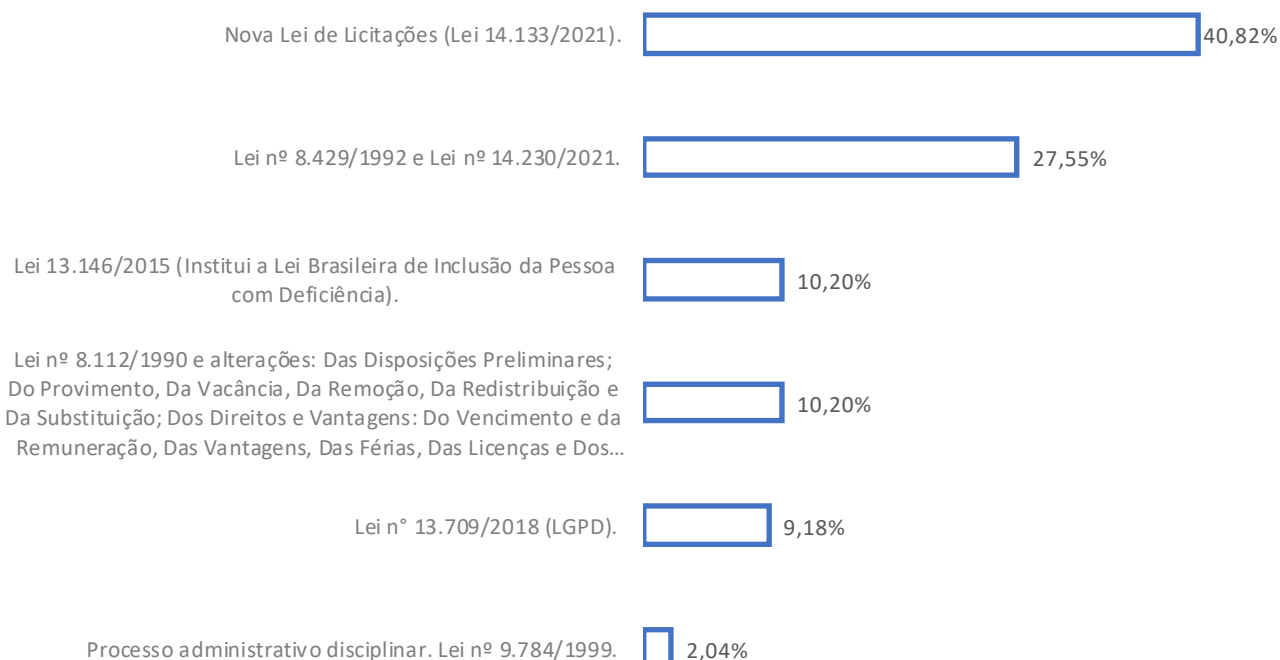 Nova Lei de Licitações (Lei 14.133/2021).
40,82%
Lei nº 8.429/1992 e Lei nº 14.230/2021.
27,55%
Lei 13.146/2015 (Institui a Lei Brasileira de Inclusão da Pessoa
com Deficiência).
10,20%
Lei nº 8.112/1990 e alterações: Das Disposições Preliminares;
Do Provimento, Da Vacância, Da Remoção, Da Redistribuição e
Da Substituição; Dos Direitos e Vantagens: Do Vencimento e da
Remuneração, Das Vantagens, Das Férias, Das Licenças e Dos…
10,20%
Lei n° 13.709/2018 (LGPD).
9,18%
Processo administrativo disciplinar. Lei nº 9.784/1999.
2,04%